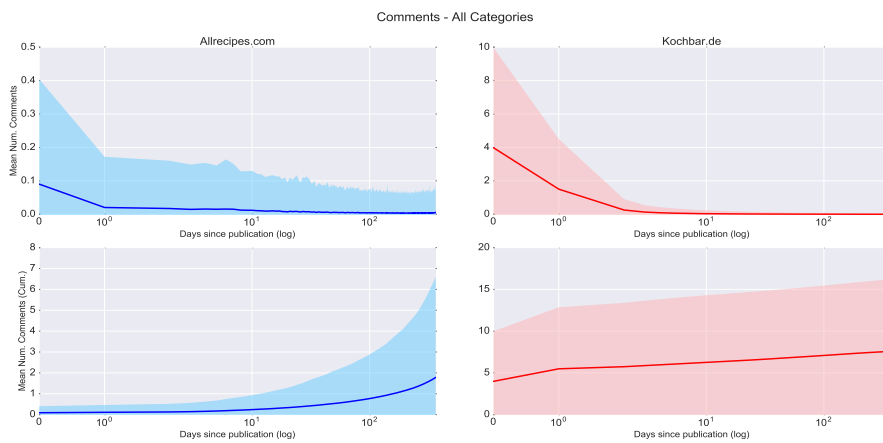 Comments - All Categories
Allrecipes.com
Mean Num. Comments
0.5
0.4
0.3
0.2
0.1
0.0
0 10⁰ 10¹ 10²
Days since publication (log)
Kochbar.de
10
8
6
4
2
0
0 10⁰ 10¹ 10²
Days since publication (log)
Mean Num. Comments (Cum.)
8
7
6
5
4
3
2
1
0
0 10⁰ 10¹ 10²
Days since publication (log)
20
15
10
5
0
0 10⁰ 10¹ 10²
Days since publication (log)